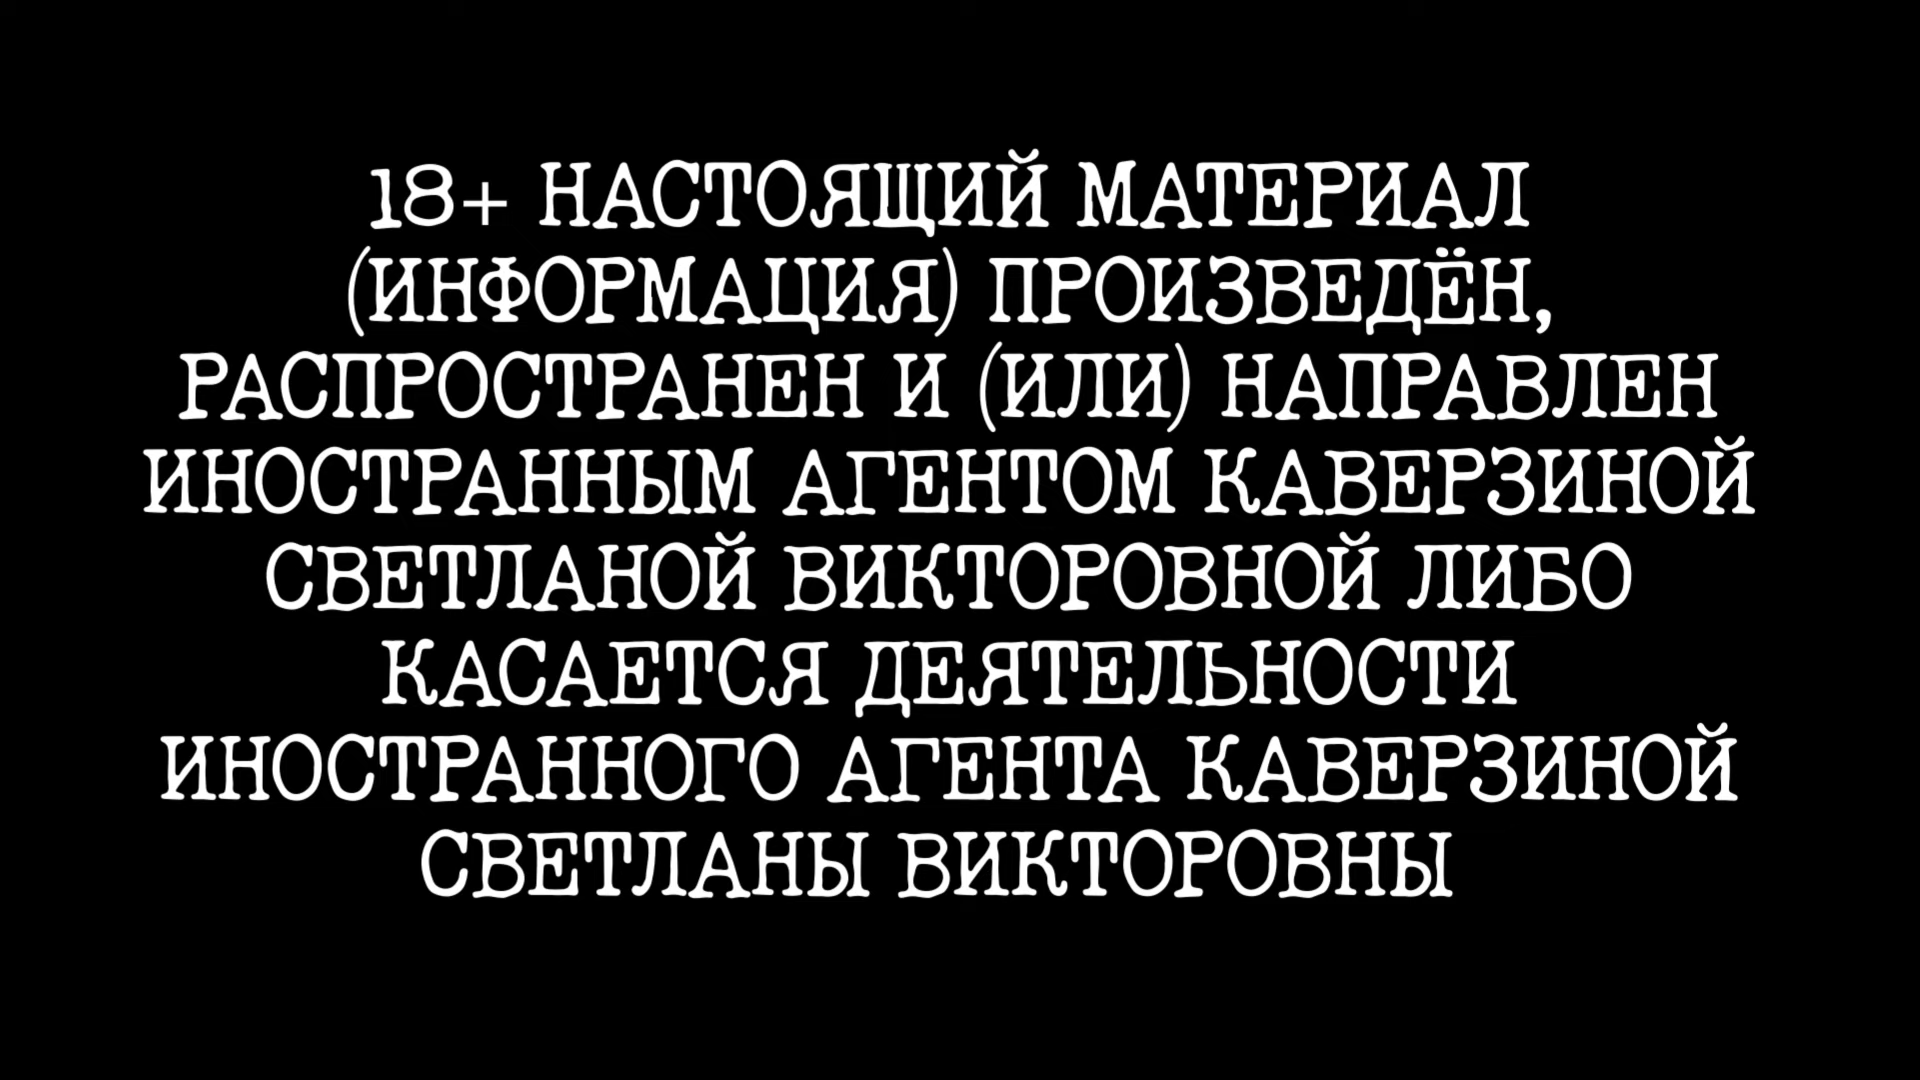 18+ НАСТОЯЩИЙ МАТЕРИАЛ
(ИНФОРМАЦИЯ) ПРОИЗВЕДЁН,
РАСПРОСТРАНЕН И (ИЛИ) НАПРАВЛЕН
ИНОСТРАННЫМ АГЕНТОМ КАВЕРЗИНОЙ
СВЕТЛАНОЙ ВИКТОРОВНОЙ ЛИБО
КАСАЕТСЯ ДЕЯТЕЛЬНОСТИ
ИНОСТРАННОГО АГЕНТА КАВЕРЗИНОЙ
СВЕТЛАНЫ ВИКТОРОВНЫ